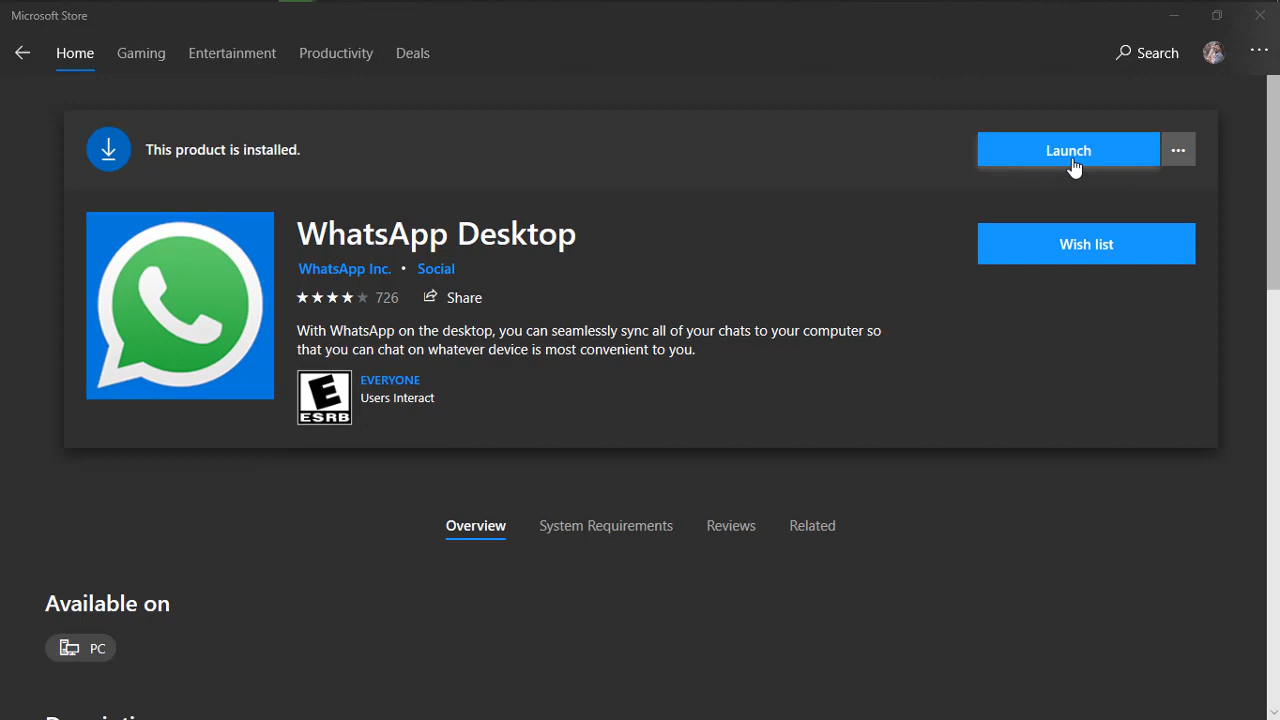 Microsoft Store
Home Gaming Entertainment Productivity Deals Search
This product is installed.
Launch
WhatsApp Desktop
Wish list
WhatsApp Inc. • Social
726 Share
With WhatsApp on the desktop, you can seamlessly sync all of your chats to your computer so
that you can chat on whatever device is most convenient to you.
E
ESRB
EVERYONE
Users Interact
Overview System Requirements Reviews Related
Available on
PC